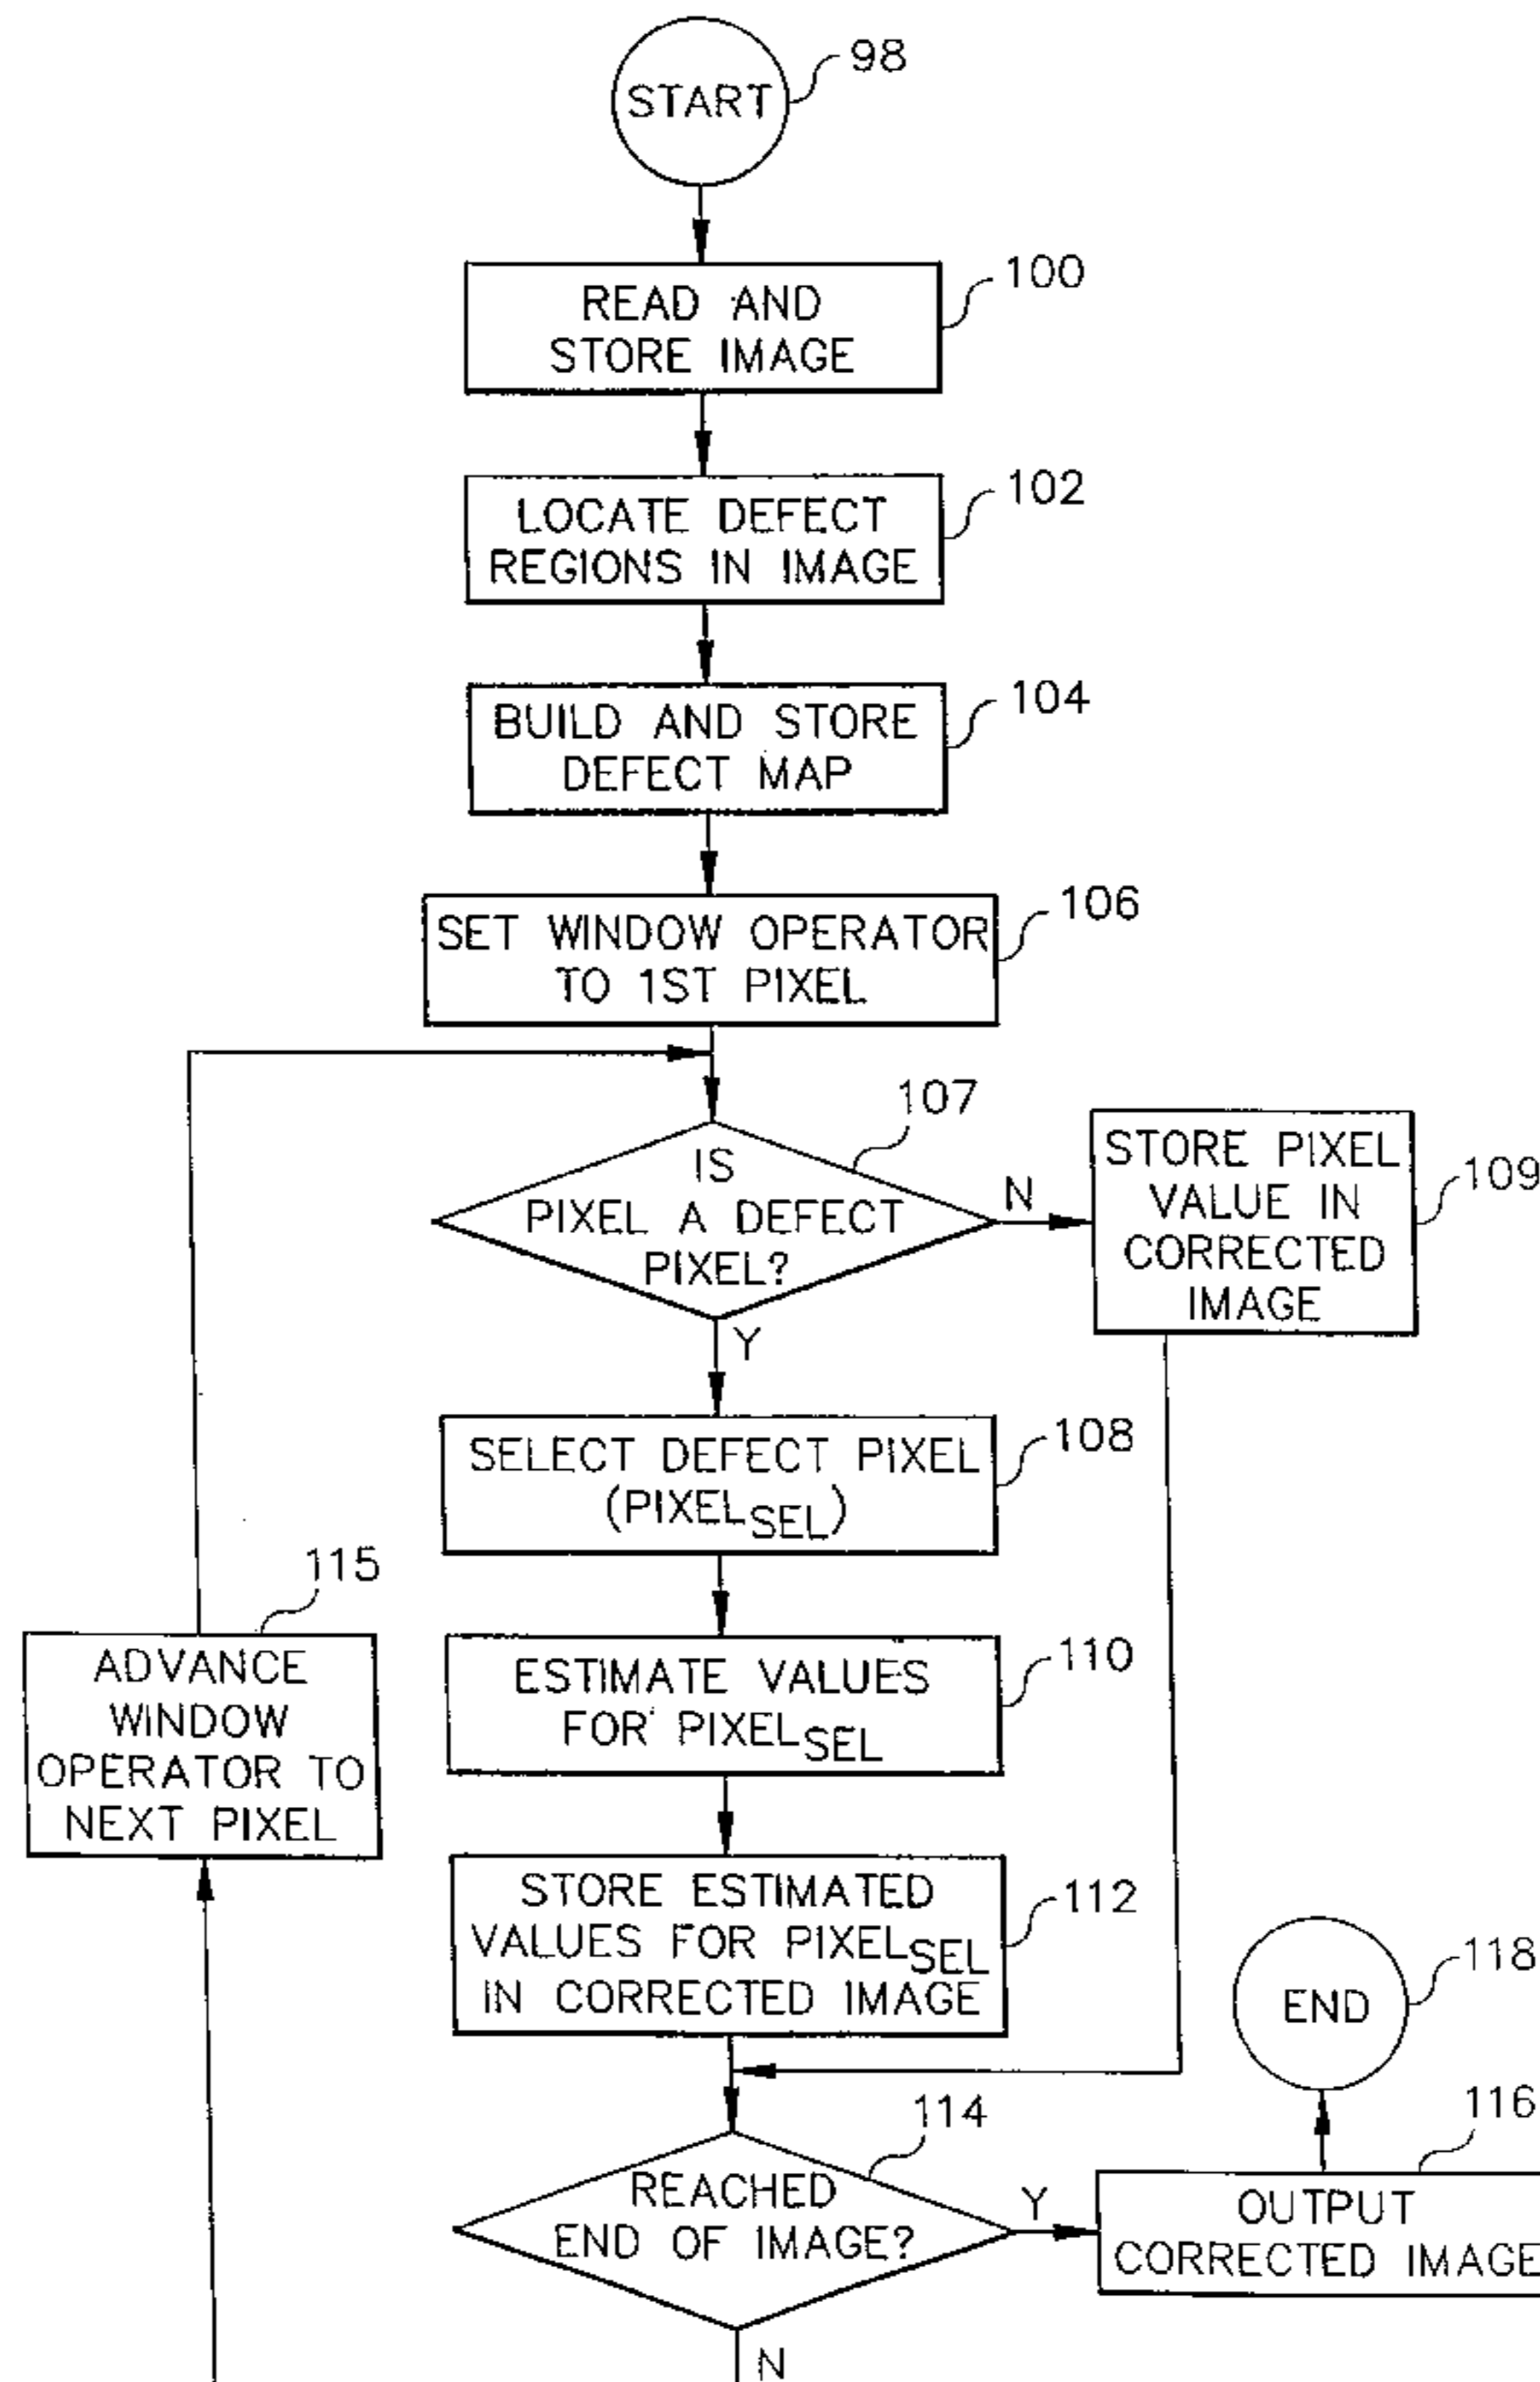 START
98
READ AND
STORE IMAGE
100
LOCATE DEFECT
REGIONS IN IMAGE
102
BUILD AND STORE
DEFECT MAP
104
SET WINDOW OPERATOR
TO 1ST PIXEL
106
107
IS
PIXEL A DEFECT
PIXEL?
N
STORE PIXEL
VALUE IN
CORRECTED
IMAGE
109
Y
SELECT DEFECT PIXEL
(PIXELSEL)
108
115
ADVANCE
WINDOW
OPERATOR TO
NEXT PIXEL
ESTIMATE VALUES
FOR PIXELSEL
110
STORE ESTIMATED
VALUES FOR PIXELSEL
IN CORRECTED IMAGE
112
END
118
114
REACHED
END OF IMAGE?
Y
116
OUTPUT
CORRECTED IMAGE
N